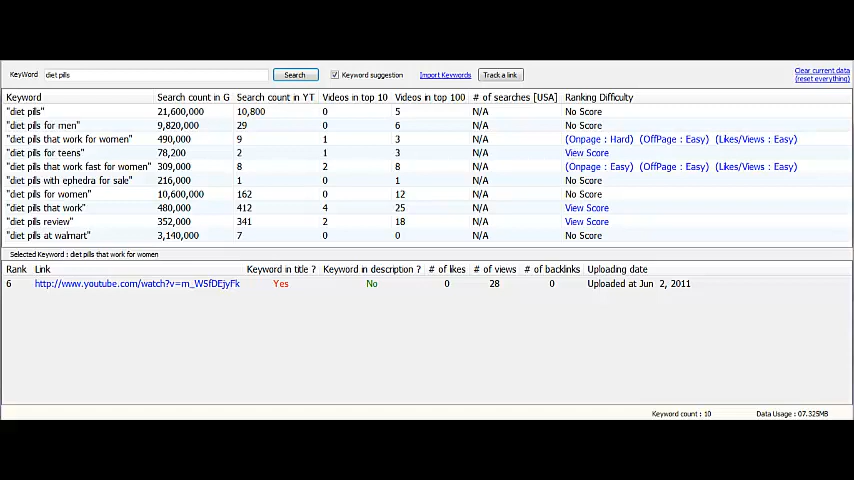 KeyWord diet pills Search Keyword suggestion Import Keywords Track a link Clear current data
(reset everything)
Keyword Search count in G Search count in YT Videos in top 10 Videos in top 100 # of searches [USA] Ranking Difficulty
"diet pills" 21,600,000 10,800 0 5 N/A No Score
"diet pills for men" 9,820,000 29 0 6 N/A No Score
"diet pills that work for women" 490,000 9 1 3 N/A (Onpage : Hard) (OffPage : Easy) (Likes/Views : Easy)
"diet pills for teens" 78,200 2 1 3 N/A View Score
"diet pills that work fast for women" 309,000 8 2 8 N/A (Onpage : Easy) (OffPage : Easy) (Likes/Views : Easy)
"diet pills with ephedra for sale" 216,000 1 0 1 N/A No Score
"diet pills for women" 10,600,000 162 0 12 N/A No Score
"diet pills that work" 480,000 412 4 25 N/A View Score
"diet pills review" 352,000 341 2 18 N/A View Score
"diet pills at walmart" 3,140,000 7 0 0 N/A No Score
Selected Keyword : diet pills that work for women
Rank Link Keyword in title ? Keyword in description ? # of likes # of views # of backlinks Uploading date
6 http://www.youtube.com/watch?v=m_W5fDEjyFk Yes No 0 28 0 Uploaded at Jun 2, 2011
Keyword count : 10 Data Usage : 07.325MB